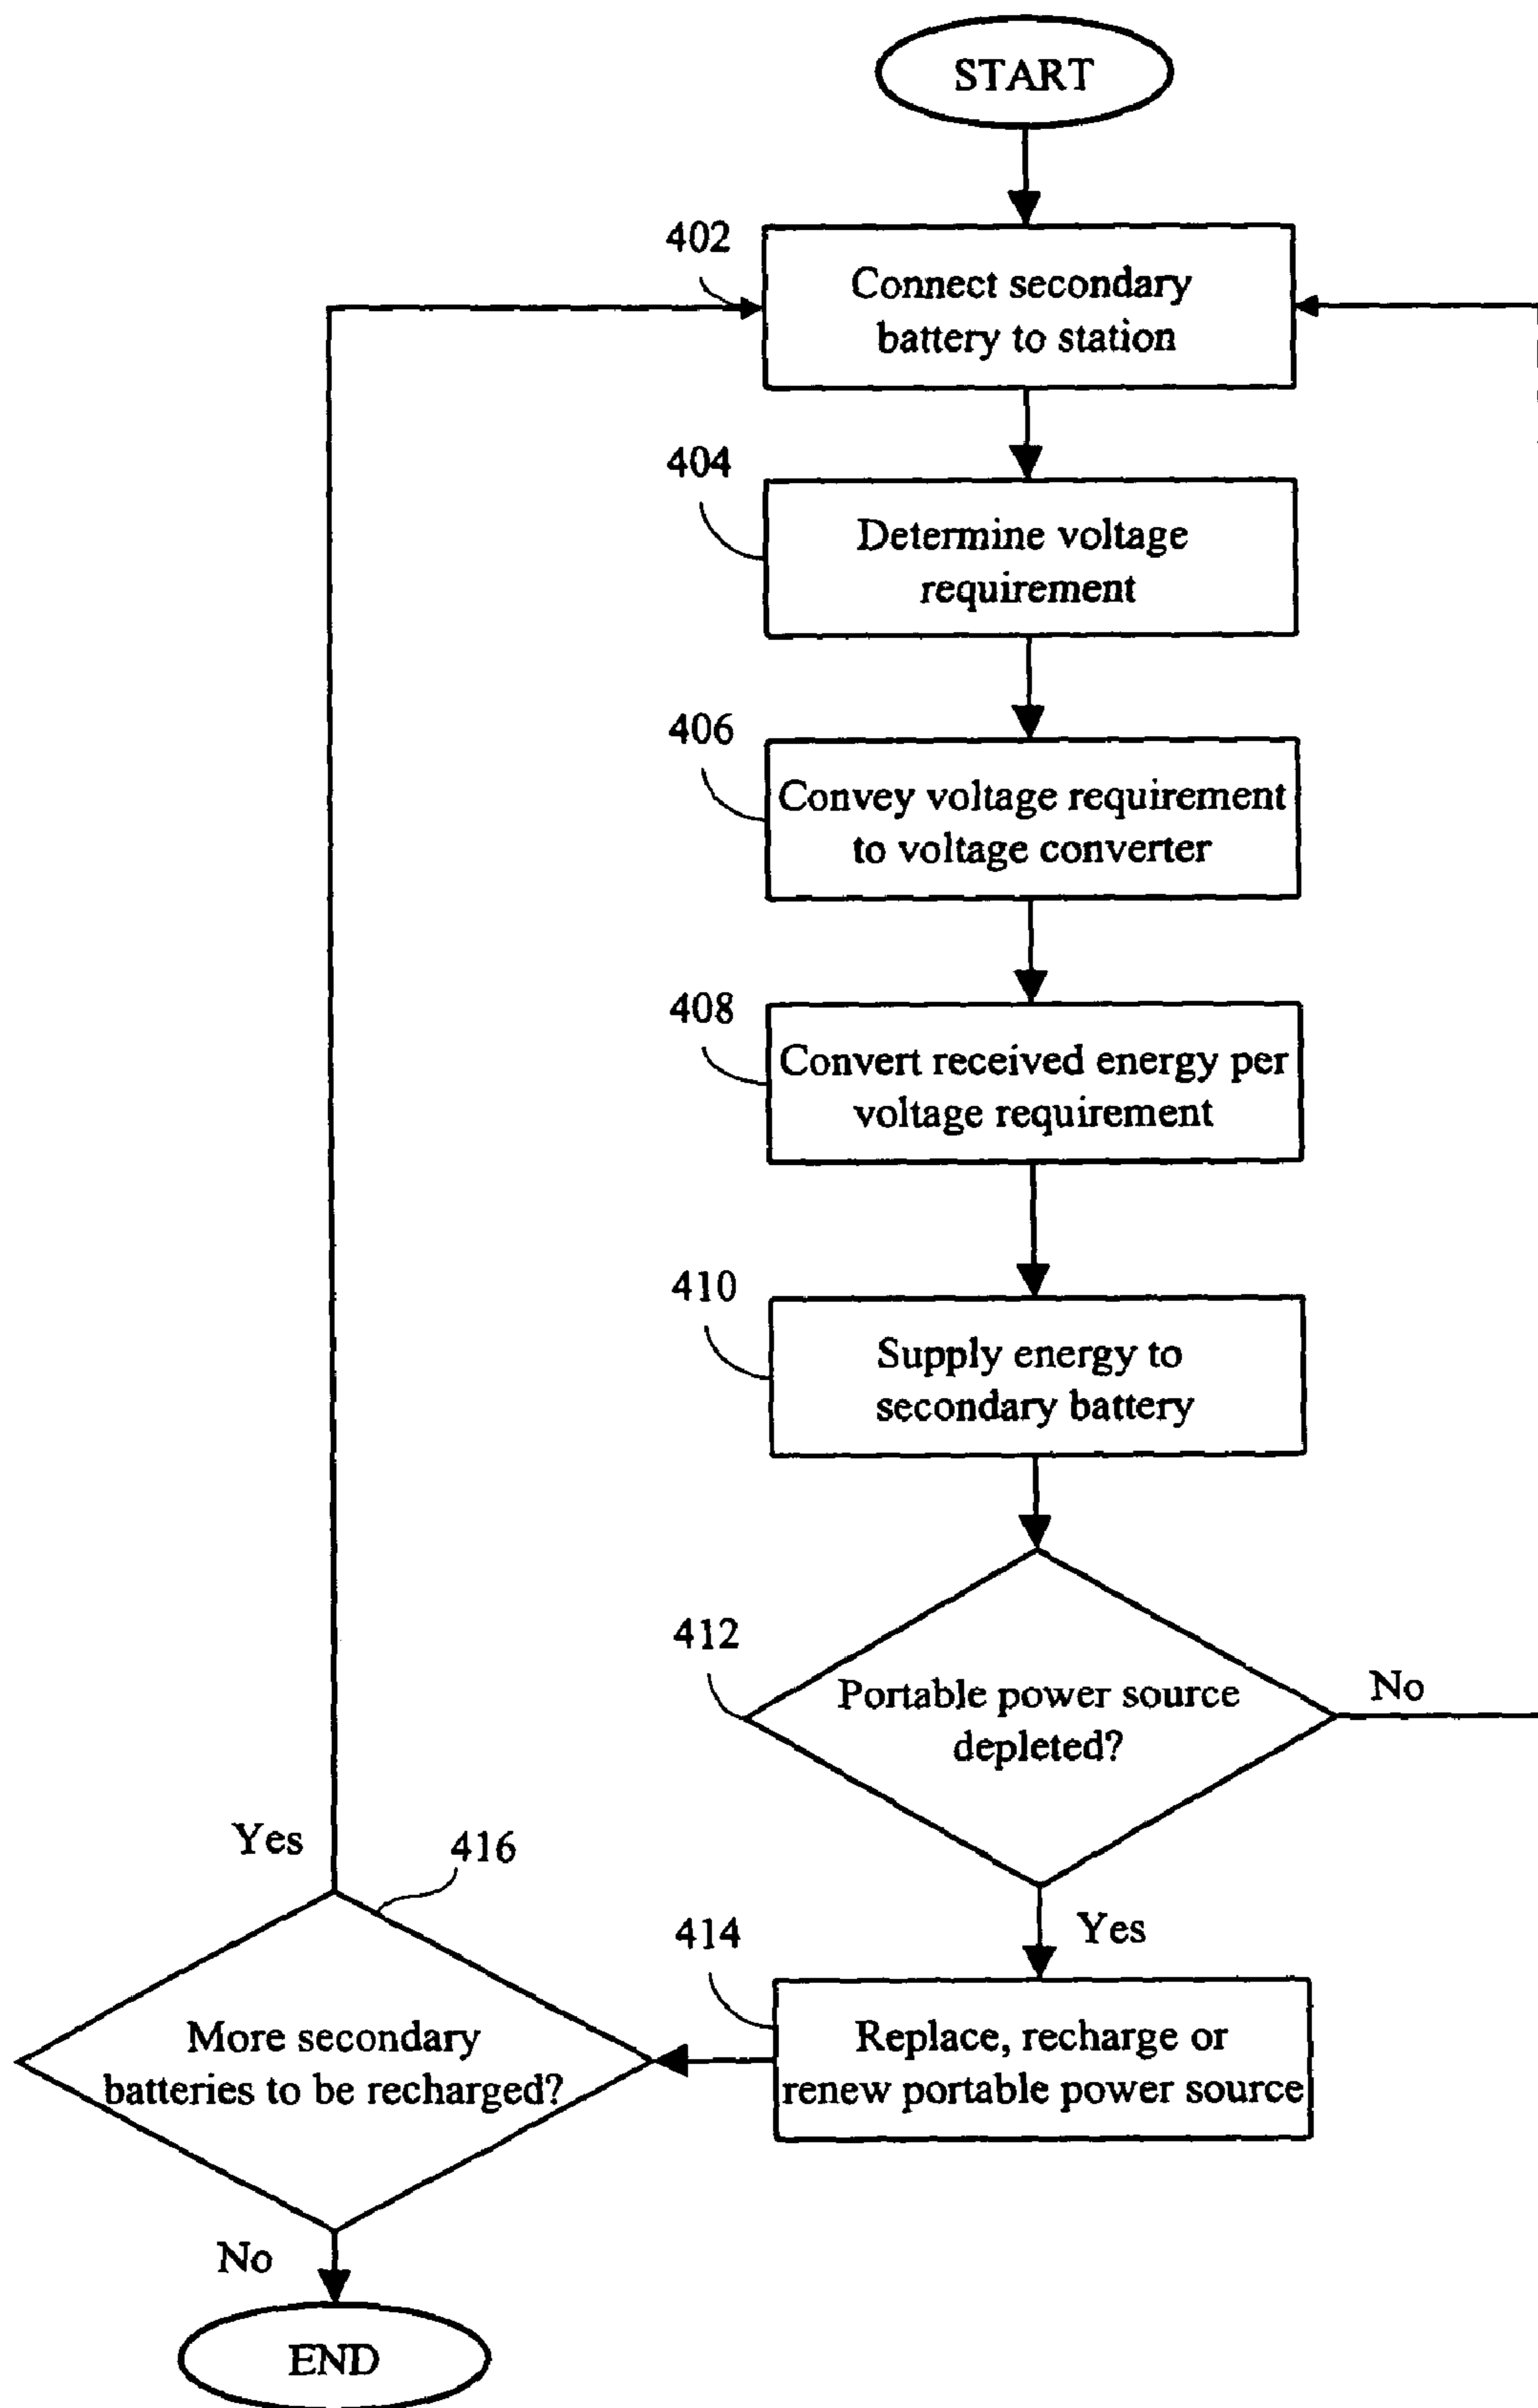 START
402
Connect secondary
battery to station
404
Determine voltage
requirement
406
Convey voltage requirement
to voltage converter
408
Convert received energy per
voltage requirement
410
Supply energy to
secondary battery
412
Portable power source
depleted?
No
Yes
414
Replace, recharge or
renew portable power source
Yes
416
More secondary
batteries to be recharged?
No
END